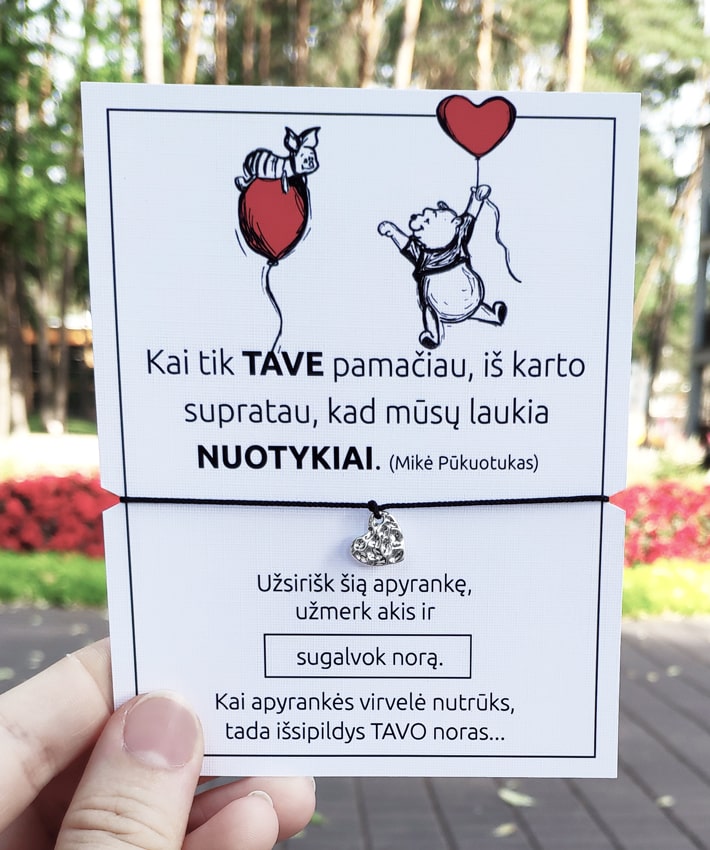 Kai tik TAVE pamačiau, iš karto
supratau, kad mūsų laukia
NUOTYKIAI. (Mikė Pūkuotukas)
Užsirišk šią apyrankę,
užmerk akis ir
sugalvok norą.
Kai apyrankės virvelė nutrūks,
tada išsipildys TAVO noras...